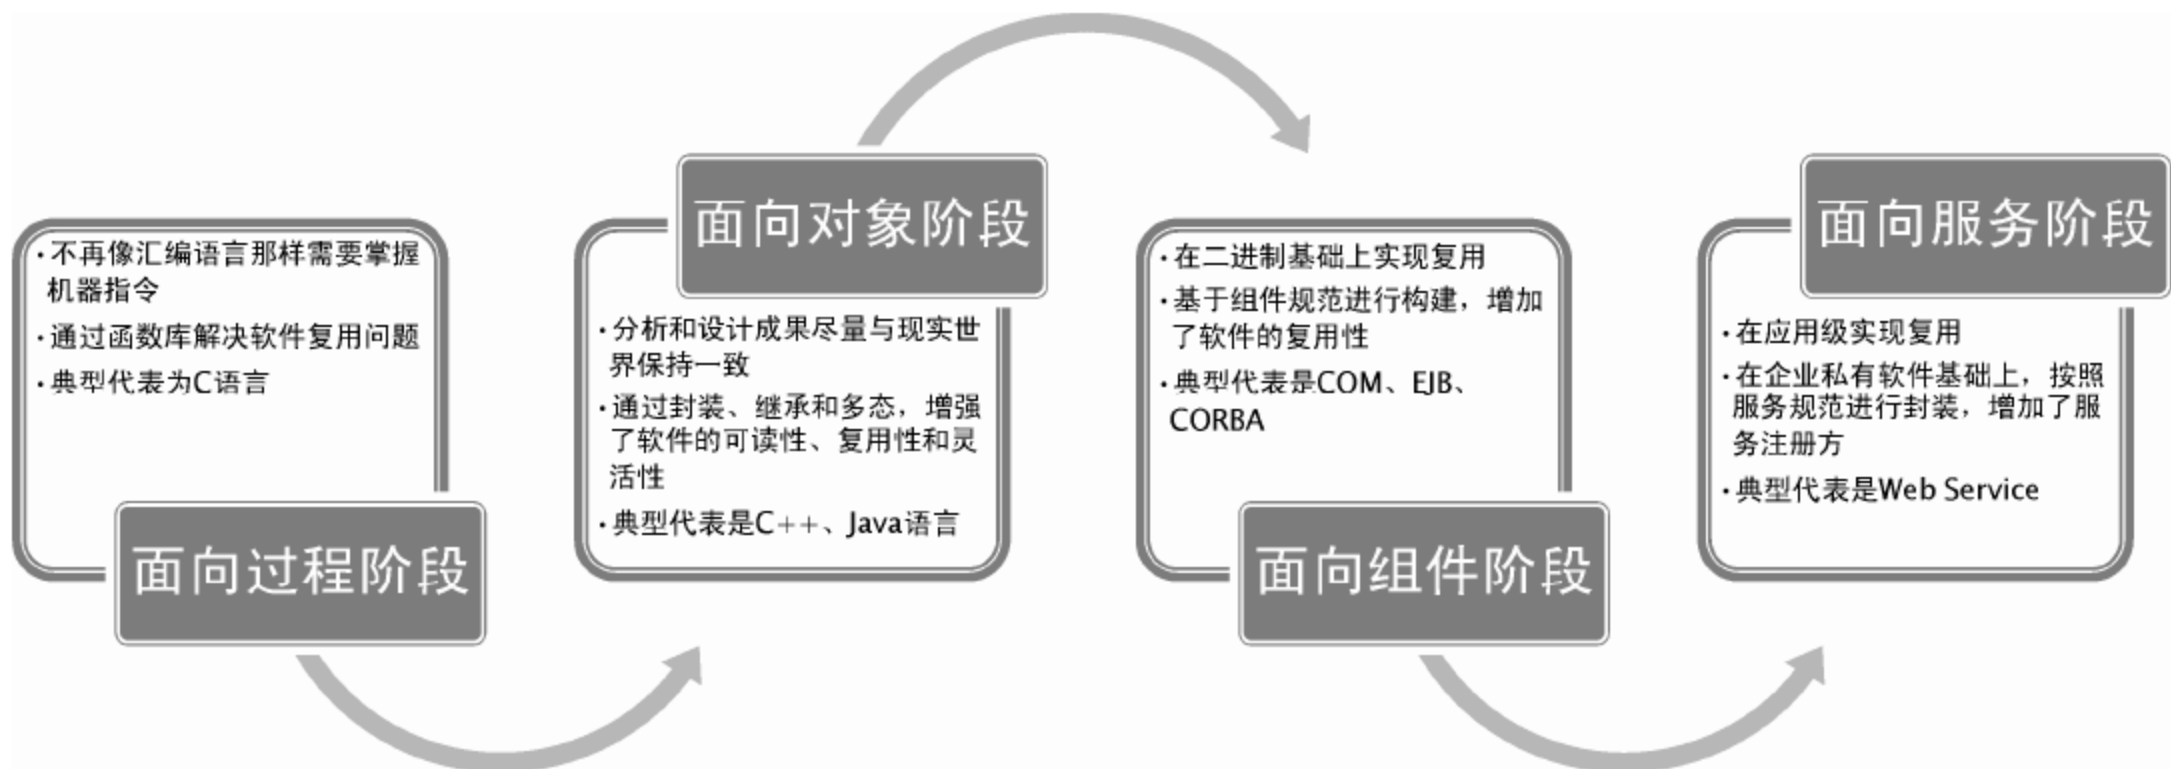 ·不再像汇编语言那样需要掌握
机器指令
·通过函数库解决软件复用问题
·典型代表为C语言
面向过程阶段
面向对象阶段
·分析和设计成果尽量与现实世
界保持一致
·通过封装、继承和多态，增强
了软件的可读性、复用性和灵
活性
·典型代表是C++、Java语言
·在二进制基础上实现复用
·基于组件规范进行构建，增加
了软件的复用性
·典型代表是COM、EJB、
CORBA
面向组件阶段
面向服务阶段
·在应用级实现复用
·在企业私有软件基础上，按照
服务规范进行封装，增加了服
务注册方
·典型代表是Web Service